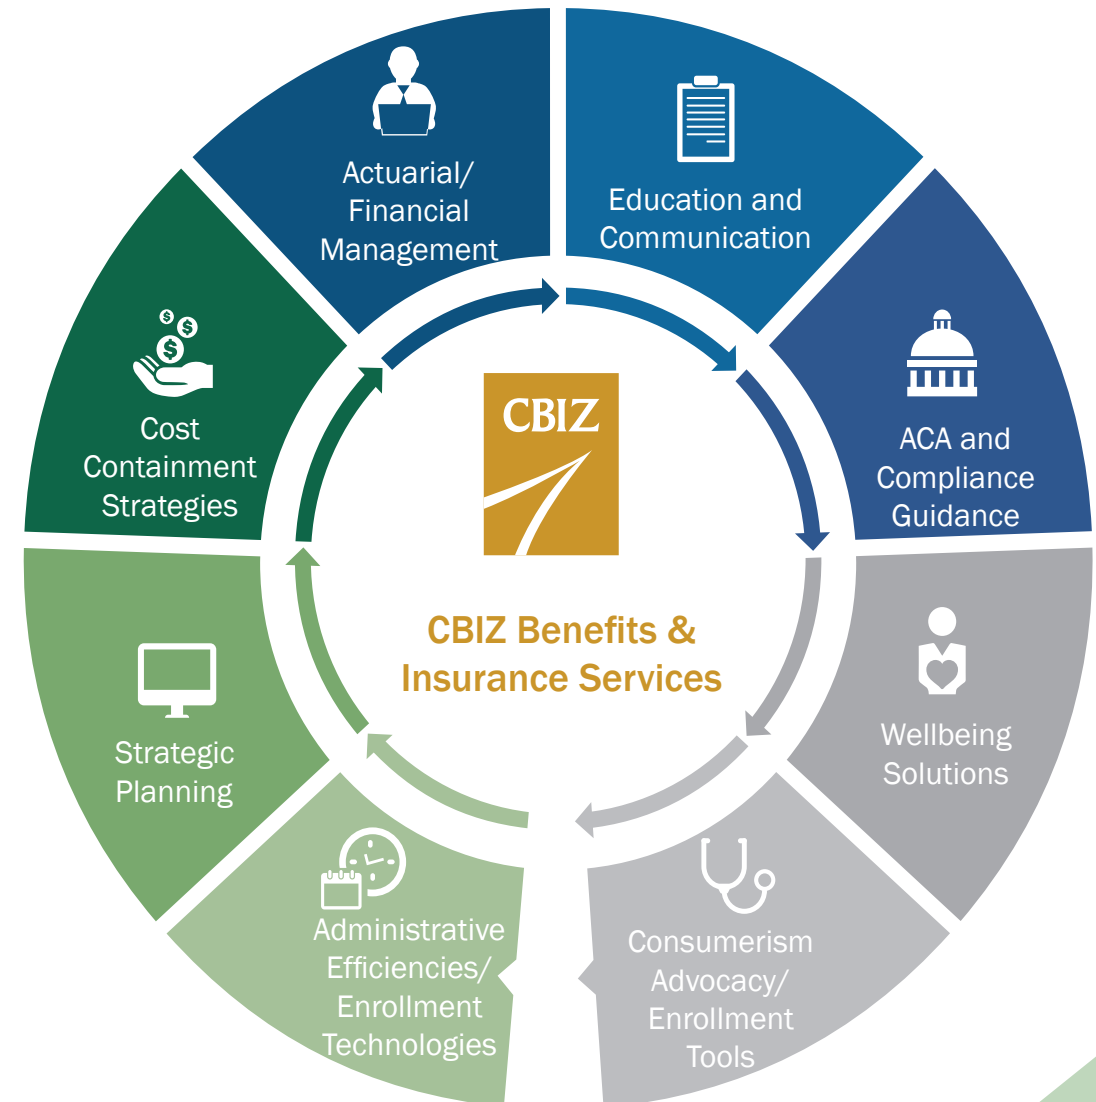 Actuarial/
Financial
Management
Education and
Communication
ACA and
Compliance
Guidance
Wellbeing
Solutions
Consumerism
Advocacy/
Enrollment
Tools
Administrative
Efficiencies/
Enrollment
Technologies
Strategic
Planning
Cost
Containment
Strategies
$
$
$
CBIZ
CBIZ Benefits &
Insurance Services